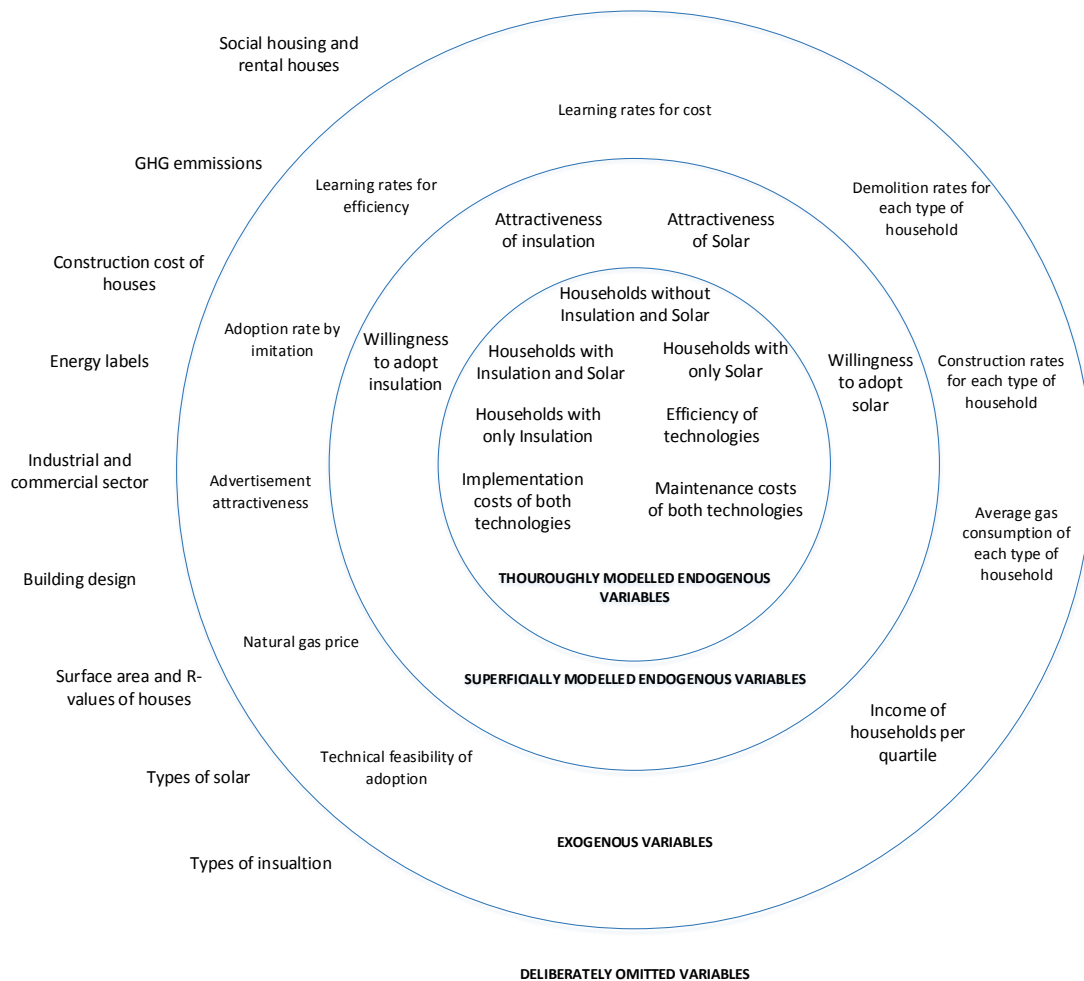 Social housing and
rental houses
Learning rates for cost
GHG emmissions
Learning rates for
efficiency
Demolition rates for
each type of
household
Attractiveness
of insulation
Attractiveness
of Solar
Construction cost of
houses
Households without
Insulation and Solar
Adoption rate by
imitation
Willingness
to adopt
insulation
Households with
Insulation and Solar
Households with
only Solar
Willingness
to adopt
solar
Construction rates
for each type of
household
Energy labels
Households with
only Insulation
Efficiency of
technologies
Industrial and
commercial sector
Advertisement
attractiveness
Implementation
costs of both
technologies
Maintenance costs
of both technologies
Average gas
consumption of
each type of
household
Building design
THOUROUGHLY MODELLED ENDOGENOUS
VARIABLES
Natural gas price
Surface area and R-
values of houses
SUPERFICIALLY MODELLED ENDOGENOUS VARIABLES
Income of
households per
quartile
Types of solar
Technical feasibility of
adoption
EXOGENOUS VARIABLES
Types of insualtion
DELIBERATELY OMITTED VARIABLES